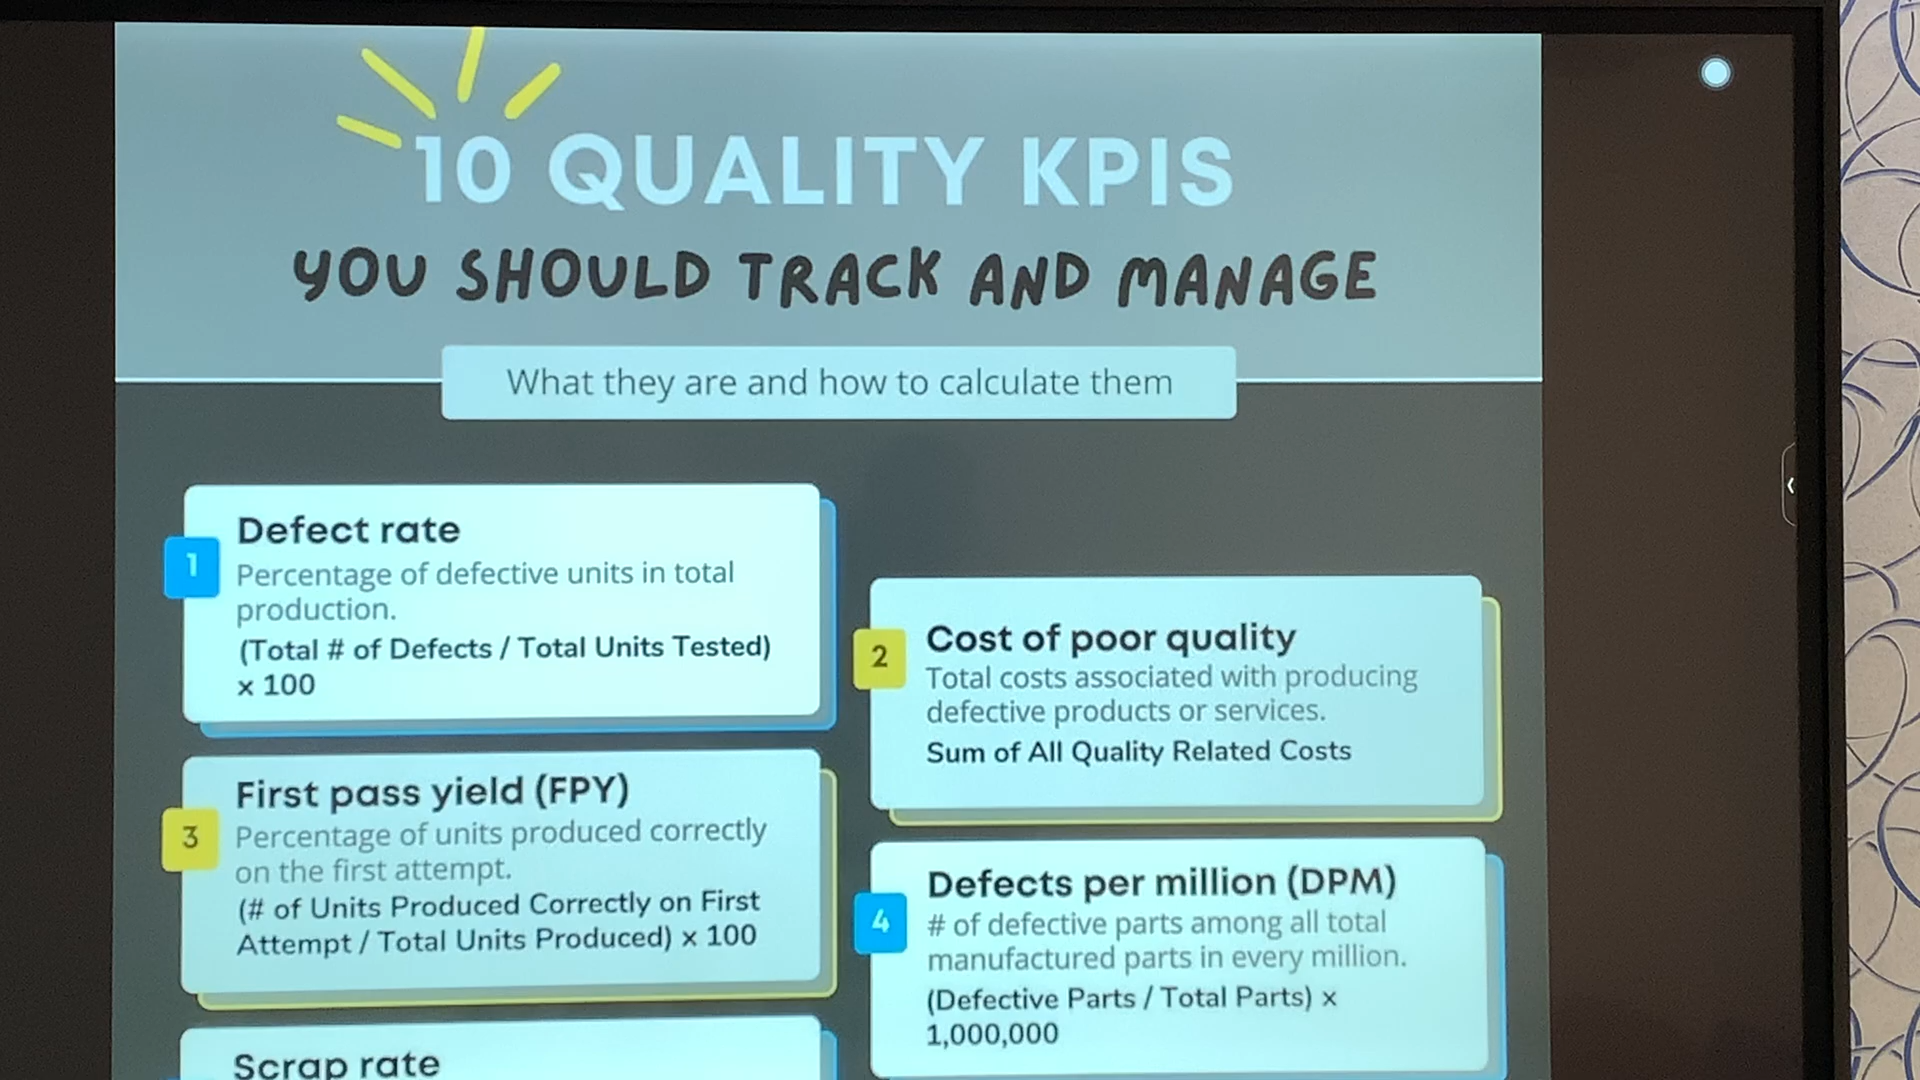 10 QUALITY KPIS
YOU SHOULD TRACK AND MANAGE
What they are and how to calculate them
1
Defect rate
Percentage of defective units in total
production.
(Total # of Defects / Total Units Tested)
x 100
2
Cost of poor quality
Total costs associated with producing
defective products or services.
Sum of All Quality Related Costs
3
First pass yield (FPY)
Percentage of units produced correctly
on the first attempt.
(# of Units Produced Correctly on First
Attempt / Total Units Produced) x 100
4
Defects per million (DPM)
# of defective parts among all total
manufactured parts in every million.
(Defective Parts / Total Parts) x
1,000,000
Scrap rate